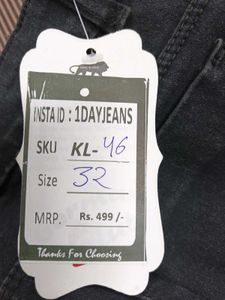 INSTA ID : 1DAYJEANS
SKU KL-46
Size 32
MRP. Rs. 499 /-
Thanks For Choosing